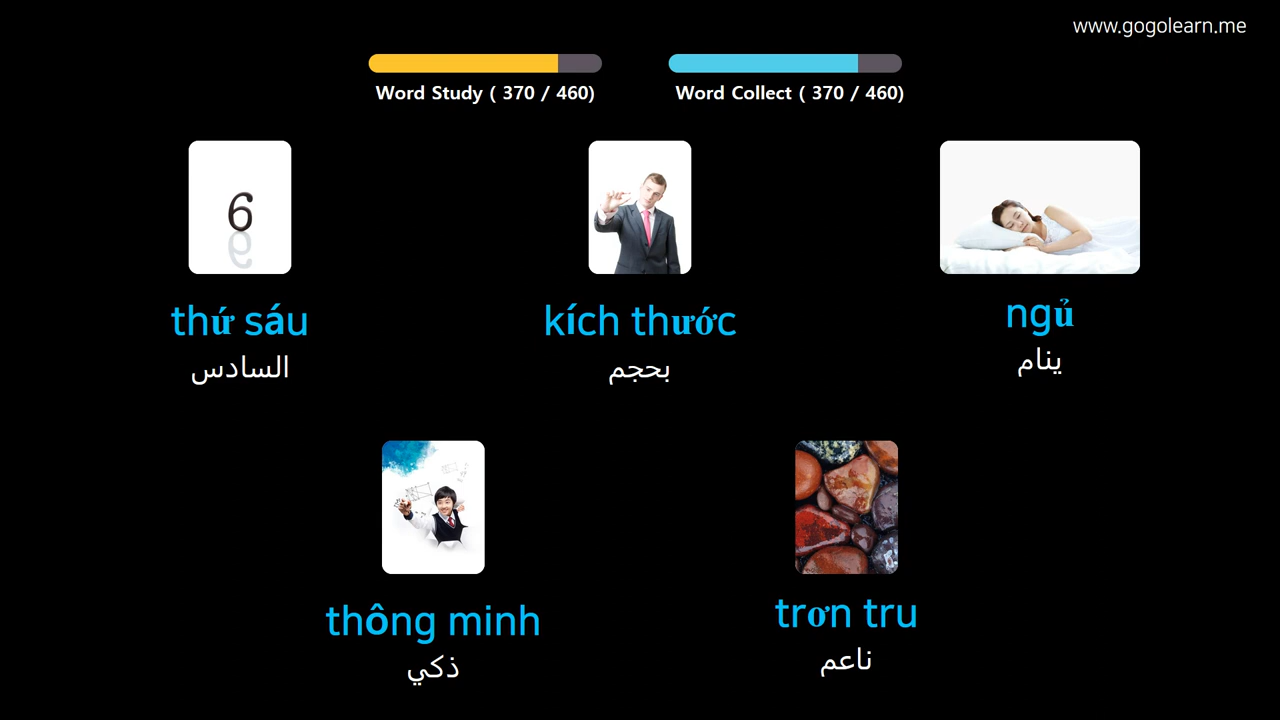 www.gogolearn.me
Word Study ( 370 / 460)
Word Collect ( 370 / 460)
6
thứ sáu
السادس
kích thước
بحجم
ngủ
ينام
thông minh
ذكي
trơn tru
ناعم